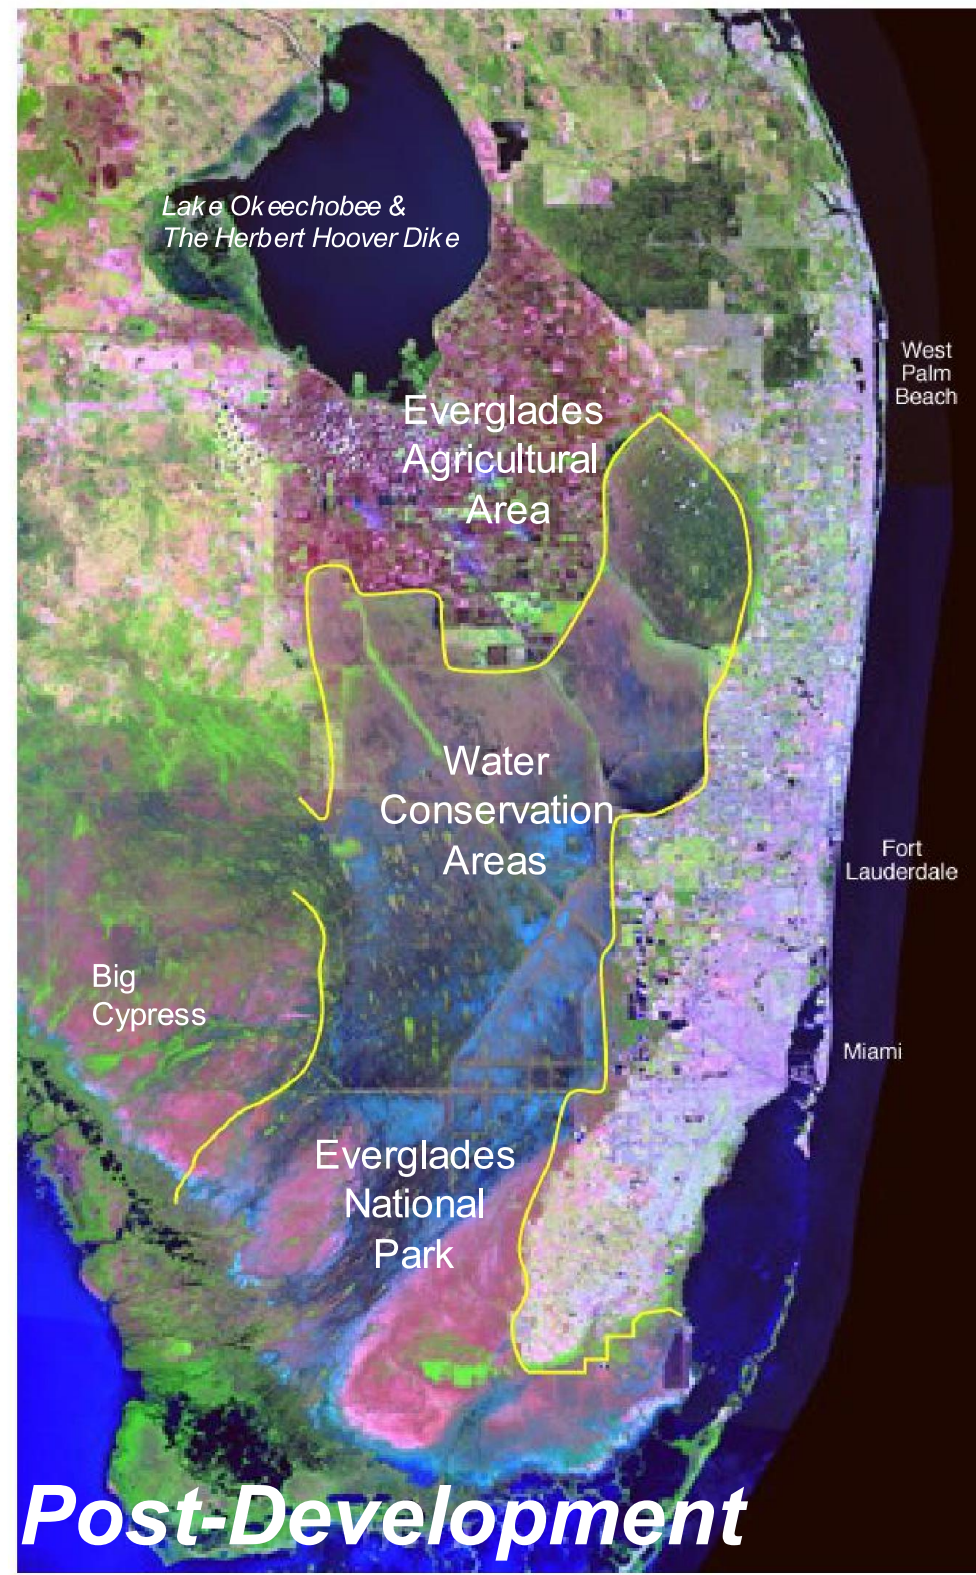 Lake Okeechobee &
The Herbert Hoover Dike
West
Palm
Beach
Everglades
Agricultural
Area
Water
Conservation
Areas
Fort
Lauderdale
Big
Cypress
Miami
Everglades
National
Park
Post-Development